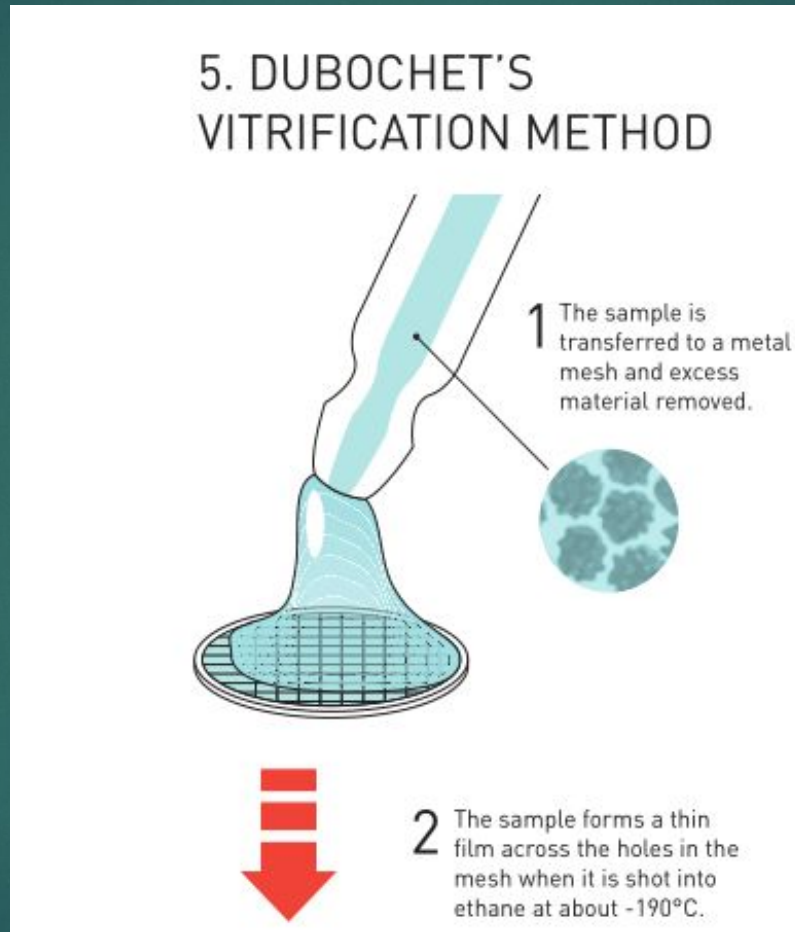 5. DUBOCHET'S
VITRIFICATION METHOD
1 The sample is
transferred to a metal
mesh and excess
material removed.
2 The sample forms a thin
film across the holes in the
mesh when it is shot into
ethane at about -190°C.